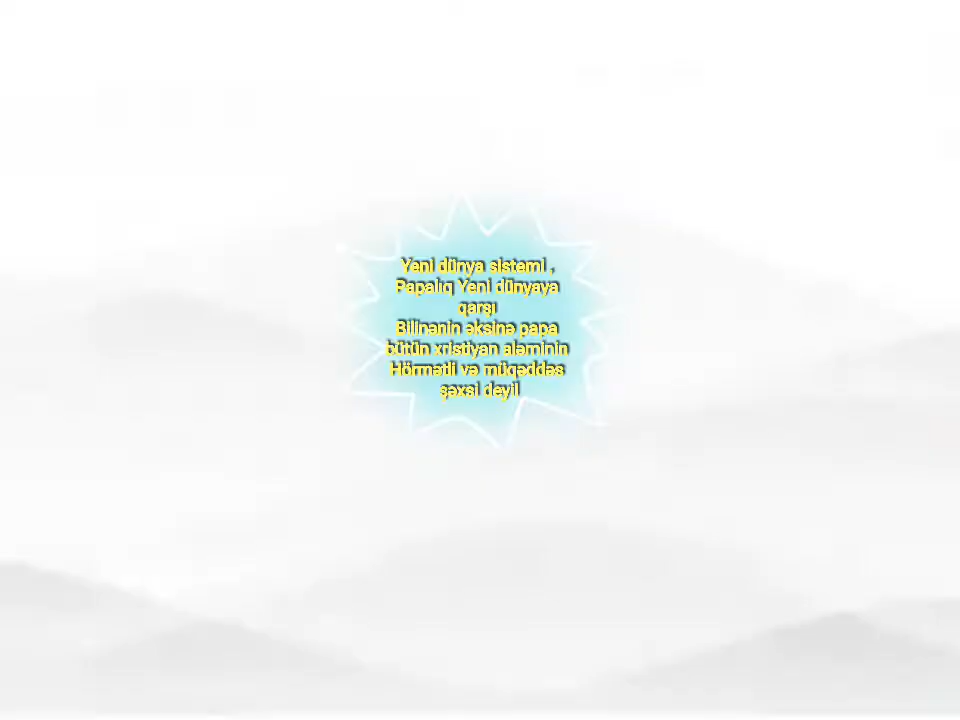 Yeni dünya sistemi ,
Papalıq Yeni dünyaya
qarşı
Bilinənin əksinə papa
bütün xristiyan aləminin
Hörmətli və müqəddəs
şəxsi deyil